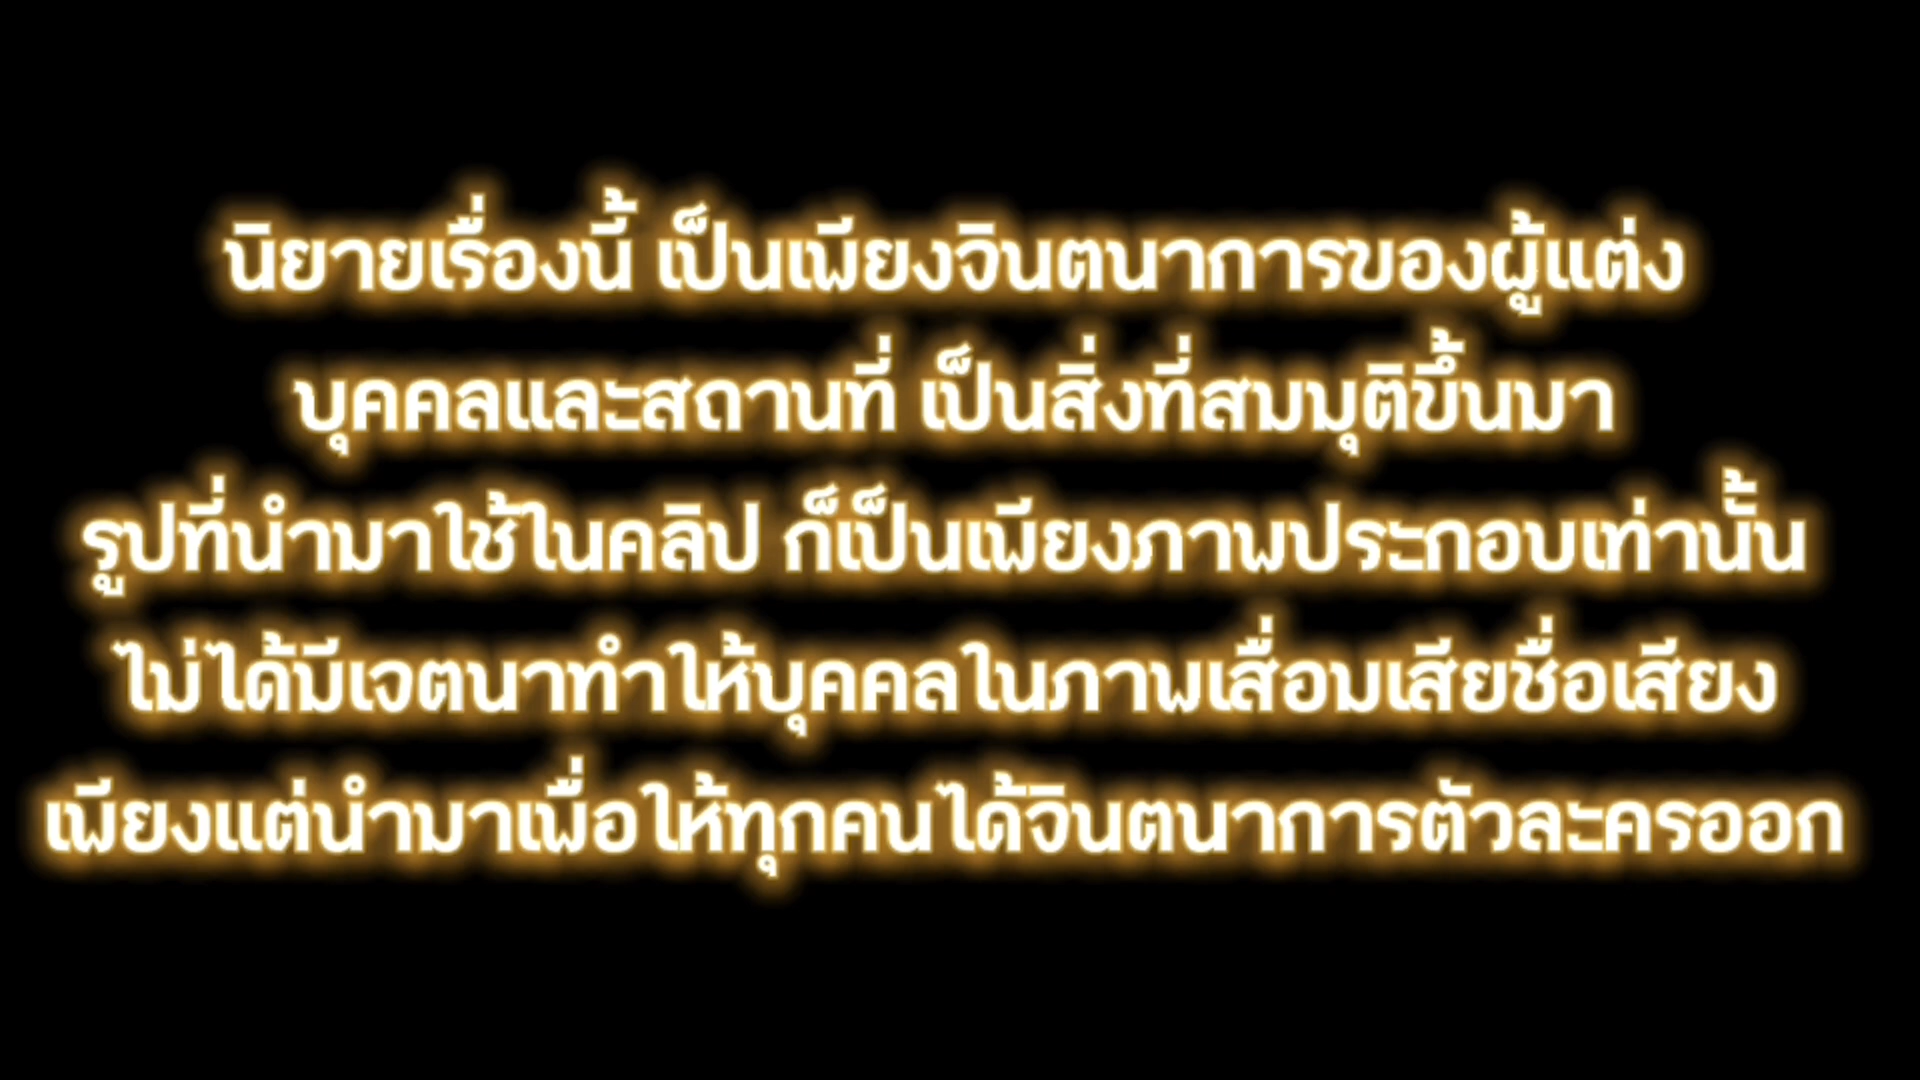 นิยายเรื่องนี้ เป็นเพียงจินตนาการของผู้แต่ง
บุคคลและสถานที่ เป็นสิ่งที่สมมุติขึ้นมา
รูปที่นำมาใช้ในคลิป ก็เป็นเพียงภาพประกอบเท่านั้น
ไม่ได้มีเจตนาทำให้บุคคลในภาพเสื่อมเสียชื่อเสียง
เพียงแต่นำมาเพื่อให้ทุกคนได้จินตนาการตัวละครออก